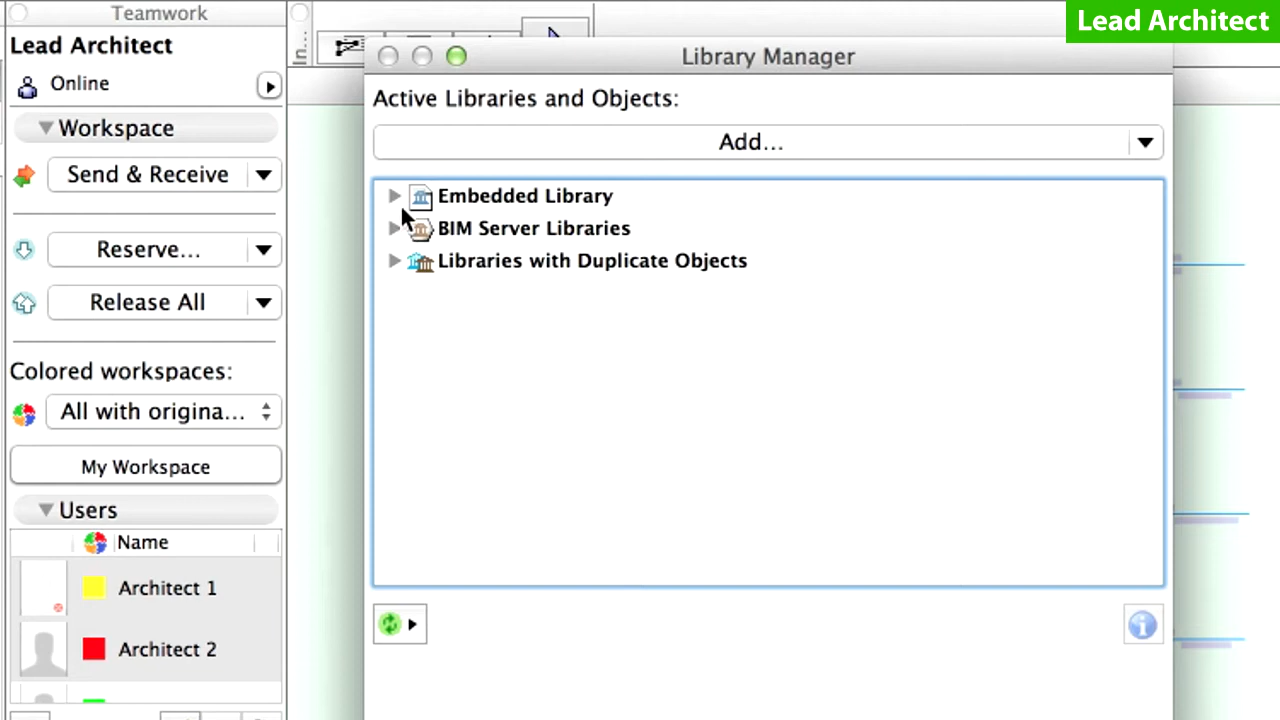 Teamwork
Lead Architect
Online
Workspace
Send & Receive
Reserve...
Release All
Colored workspaces:
All with origina...
My Workspace
Users
Name
Architect 1
Architect 2
Lead Architect
Library Manager
Active Libraries and Objects:
Add...
Embedded Library
BIM Server Libraries
Libraries with Duplicate Objects